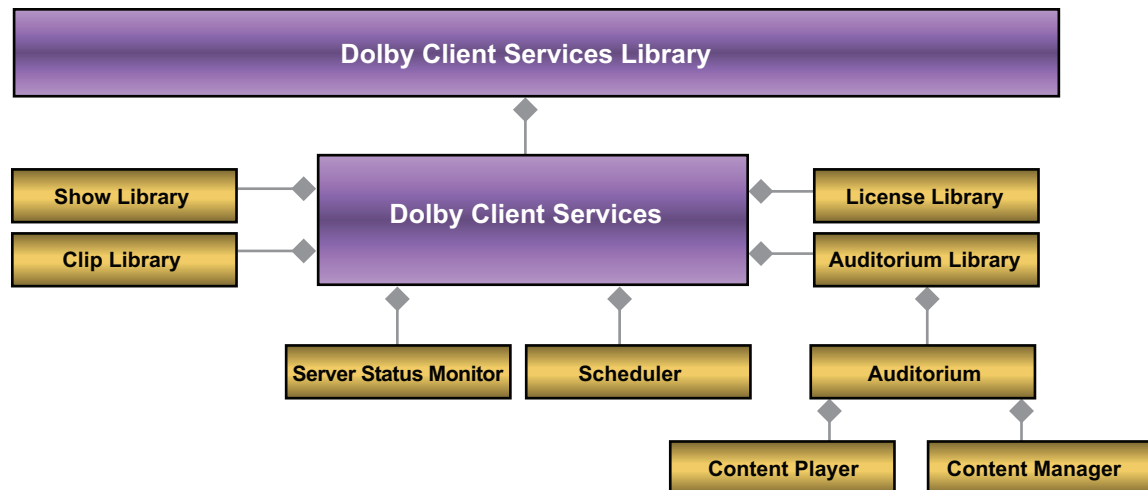 Dolby Client Services Library
Show Library
Dolby Client Services
License Library
Clip Library
Auditorium Library
Server Status Monitor
Scheduler
Auditorium
Content Player
Content Manager